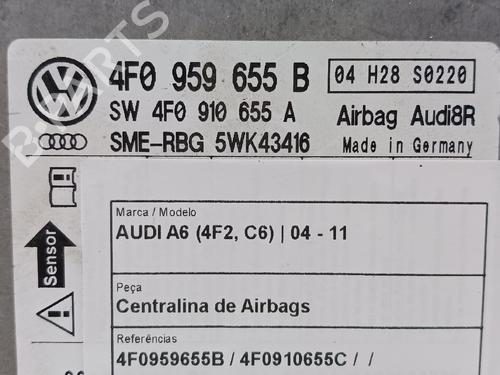 4F0 959 655 B
04 H28 S0220
SW 4F0 910 655 A
Airbag Audi8R
SME-RBG 5WK43416
Made in Germany
Sensor
Marca / Modelo
AUDI A6 (4F2, C6) | 04 - 11
Peça
Centralina de Airbags
Referências
4F0959655B / 4F0910655C / /